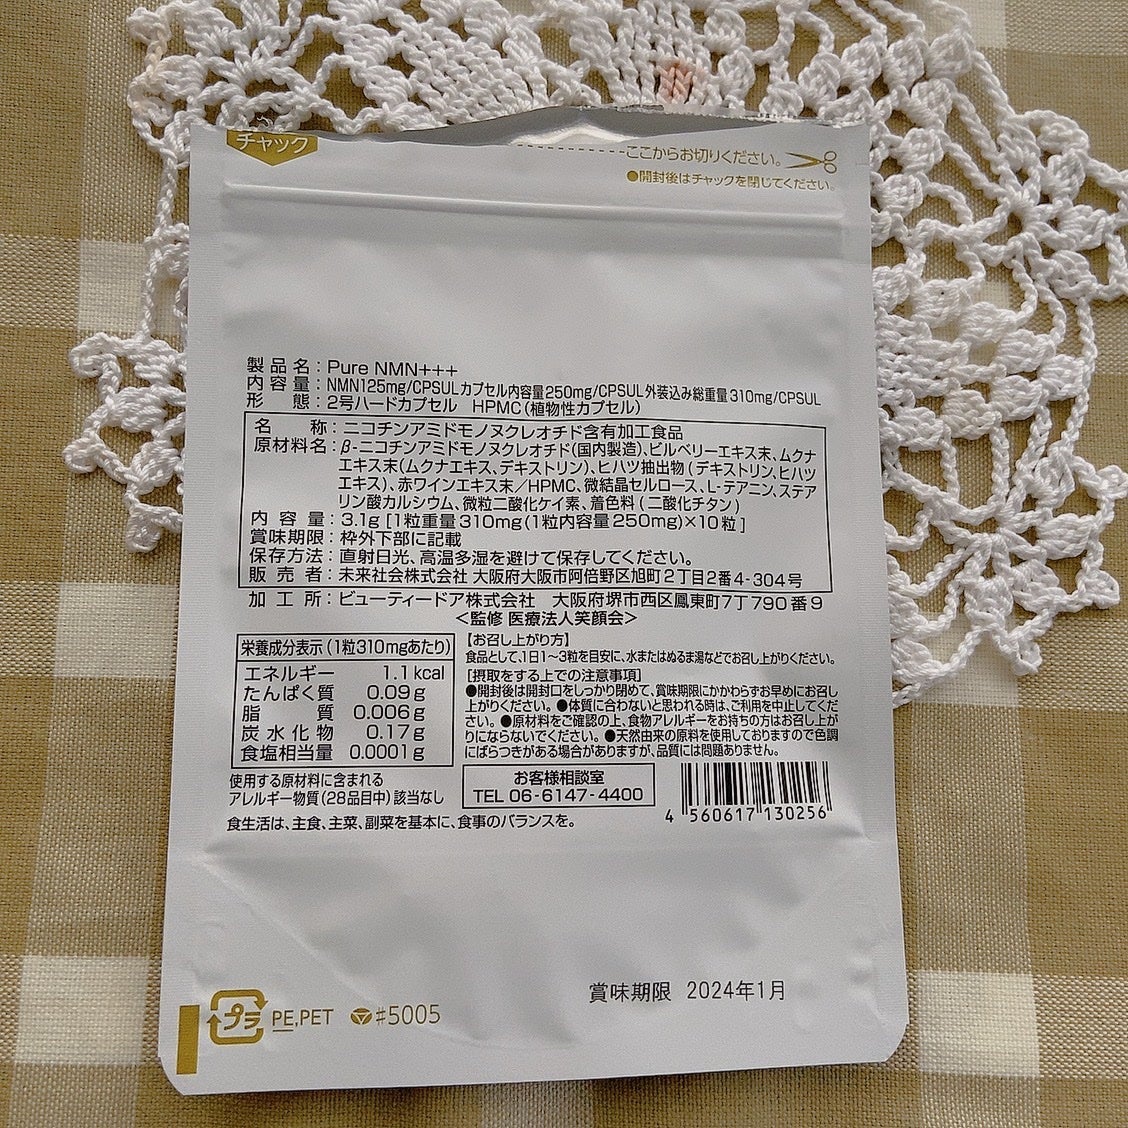 チャック
ここからお切りください。
●開封後はチャックを閉じてください。
製品名：Pure NMN+++
内容量：NMN125mg/CPSULカプセル内容量250mg/CPSUL外装込み総重量310mg/CPSUL
形　態：2号ハードカプセル　HPMC(植物性カプセル)
名　称：ニコチンアミドモノヌクレオチド含有加工食品
原材料名：β-ニコチンアミドモノヌクレオチド(国内製造)、ビルベリーエキス末、ムクナ
エキス末(ムクナエキス、デキストリン)、ヒハツ抽出物(デキストリン、ヒハツ
エキス)、赤ワインエキス末／HPMC、微結晶セルロース、L-テアニン、ステア
リン酸カルシウム、微粒二酸化ケイ素、着色料(二酸化チタン)
内容量：3.1g[1粒重量310mg(1粒内容量250mg)×10粒]
賞味期限：枠外下部に記載
保存方法：直射日光、高温多湿を避けて保存してください。
販売者：未来社会株式会社 大阪府大阪市阿倍野区旭町2丁目2番4-304号
加工所：ビューティードア株式会社　大阪府堺市西区鳳東町7丁790番9
＜監修 医療法人笑顔会＞
栄養成分表示(1粒310mgあたり)
エネルギー 1.1kcal
たんぱく質 0.09g
脂質 0.006g
炭水化物 0.17g
食塩相当量 0.0001g
使用する原材料に含まれる
アレルギー物質(28品目中)該当なし
【お召し上がり方】
食品として、1日1～3粒を目安に、水またはぬるま湯などでお召し上がりください。
[摂取をする上での注意事項]
●開封後は開封口をしっかり閉めて、賞味期限にかかわらずお早めにお召し
上がりください。●体質に合わないと思われる時は、ご利用を中止してくだ
さい。●原材料をご確認の上、食物アレルギーをお持ちの方はお召し上が
りにならないでください。●天然由来の原料を使用しておりますので色調
にばらつきがある場合がありますが、品質には問題ありません。
お客様相談室
TEL 06-6147-4400
4 560617 130256
食生活は、主食、主菜、副菜を基本に、食事のバランスを。
賞味期限 2024年1月
プラ PE,PET #5005